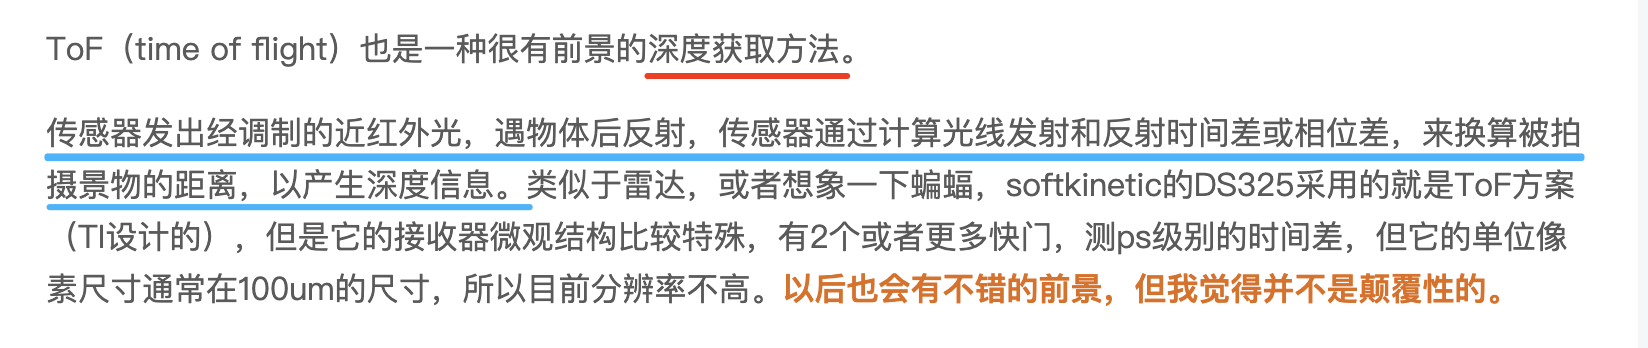 ToF（time of flight）也是一种很有前景的深度获取方法。
传感器发出经调制的近红外光，遇物体后反射，传感器通过计算光线发射和反射时间差或相位差，来换算被拍
摄景物的距离，以产生深度信息。类似于雷达，或者想象一下蝙蝠，softkinetic的DS325采用的就是ToF方案
（TI设计的），但是它的接收器微观结构比较特殊，有2个或者更多快门，测ps级别的时间差，但它的单位像
素尺寸通常在100um的尺寸，所以目前分辨率不高。以后也会有不错的前景，但我觉得并不是颠覆性的。